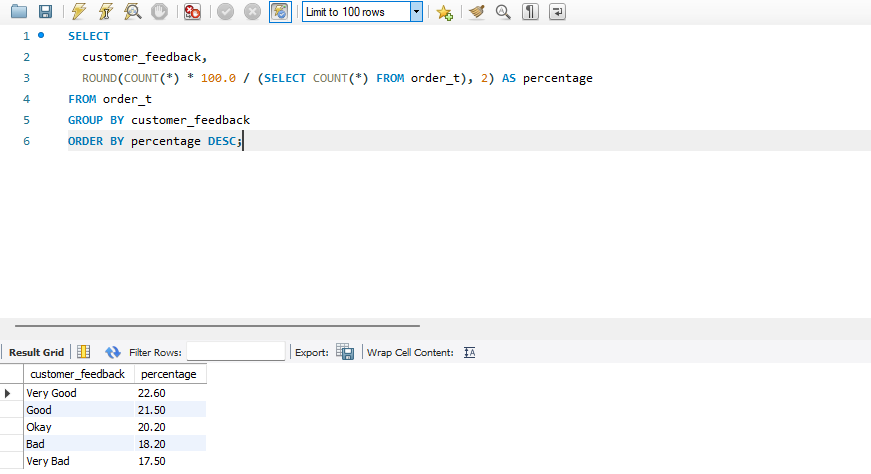 Limit to 100 rows
1 SELECT
2 customer_feedback,
3 ROUND(COUNT(*) * 100.0 / (SELECT COUNT(*) FROM order_t), 2) AS percentage
4 FROM order_t
5 GROUP BY customer_feedback
6 ORDER BY percentage DESC;
Result Grid Filter Rows: Export: Wrap Cell Content: IA
customer_feedback percentage
Very Good 22.60
Good 21.50
Okay 20.20
Bad 18.20
Very Bad 17.50